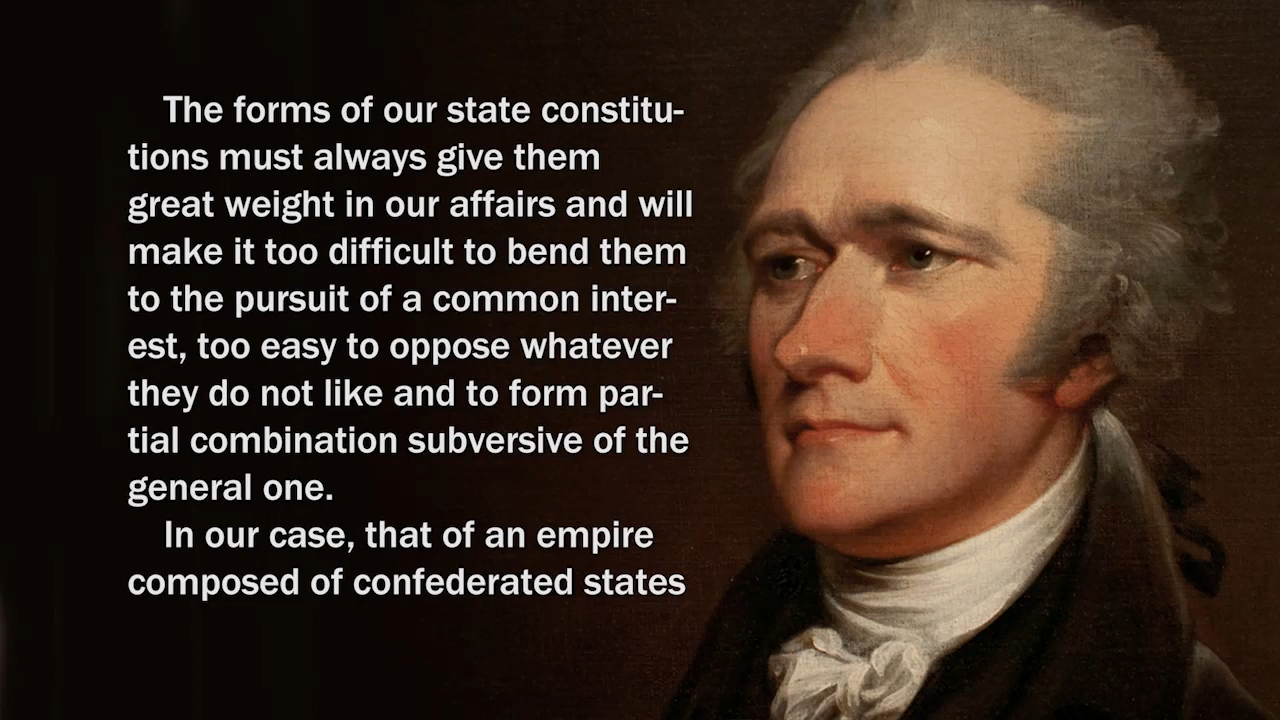 The forms of our state constitu-
tions must always give them
great weight in our affairs and will
make it too difficult to bend them
to the pursuit of a common inter-
est, too easy to oppose whatever
they do not like and to form par-
tial combination subversive of the
general one.
In our case, that of an empire
composed of confederated states